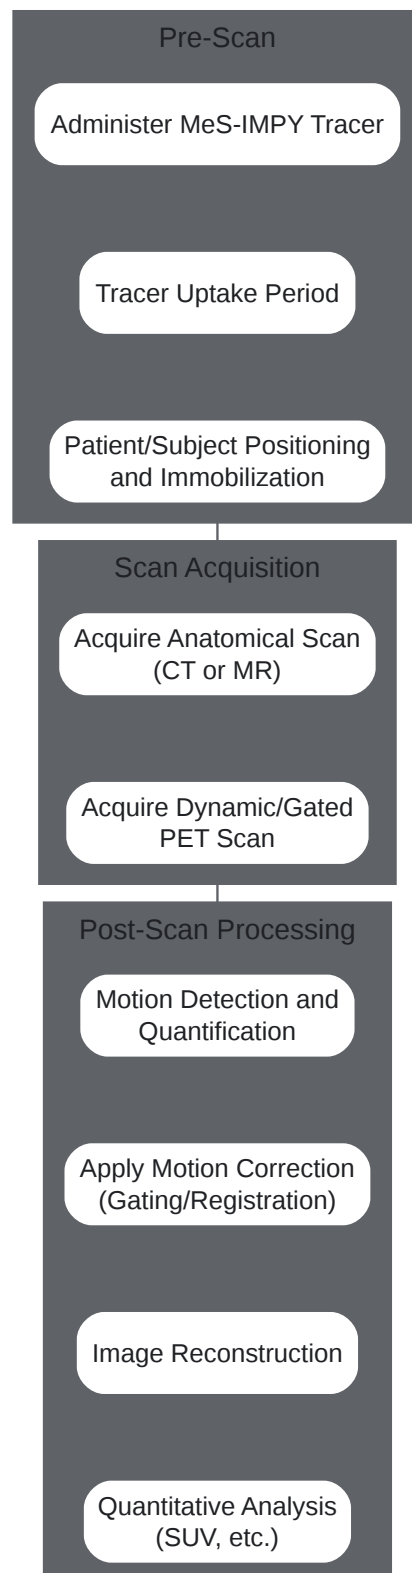 Pre-Scan
Administer MeS-IMPY Tracer
Tracer Uptake Period
Patient/Subject Positioning
and Immobilization
Scan Acquisition
Acquire Anatomical Scan
(CT or MR)
Acquire Dynamic/Gated
PET Scan
Post-Scan Processing
Motion Detection and
Quantification
Apply Motion Correction
(Gating/Registration)
Image Reconstruction
Quantitative Analysis
(SUV, etc.)